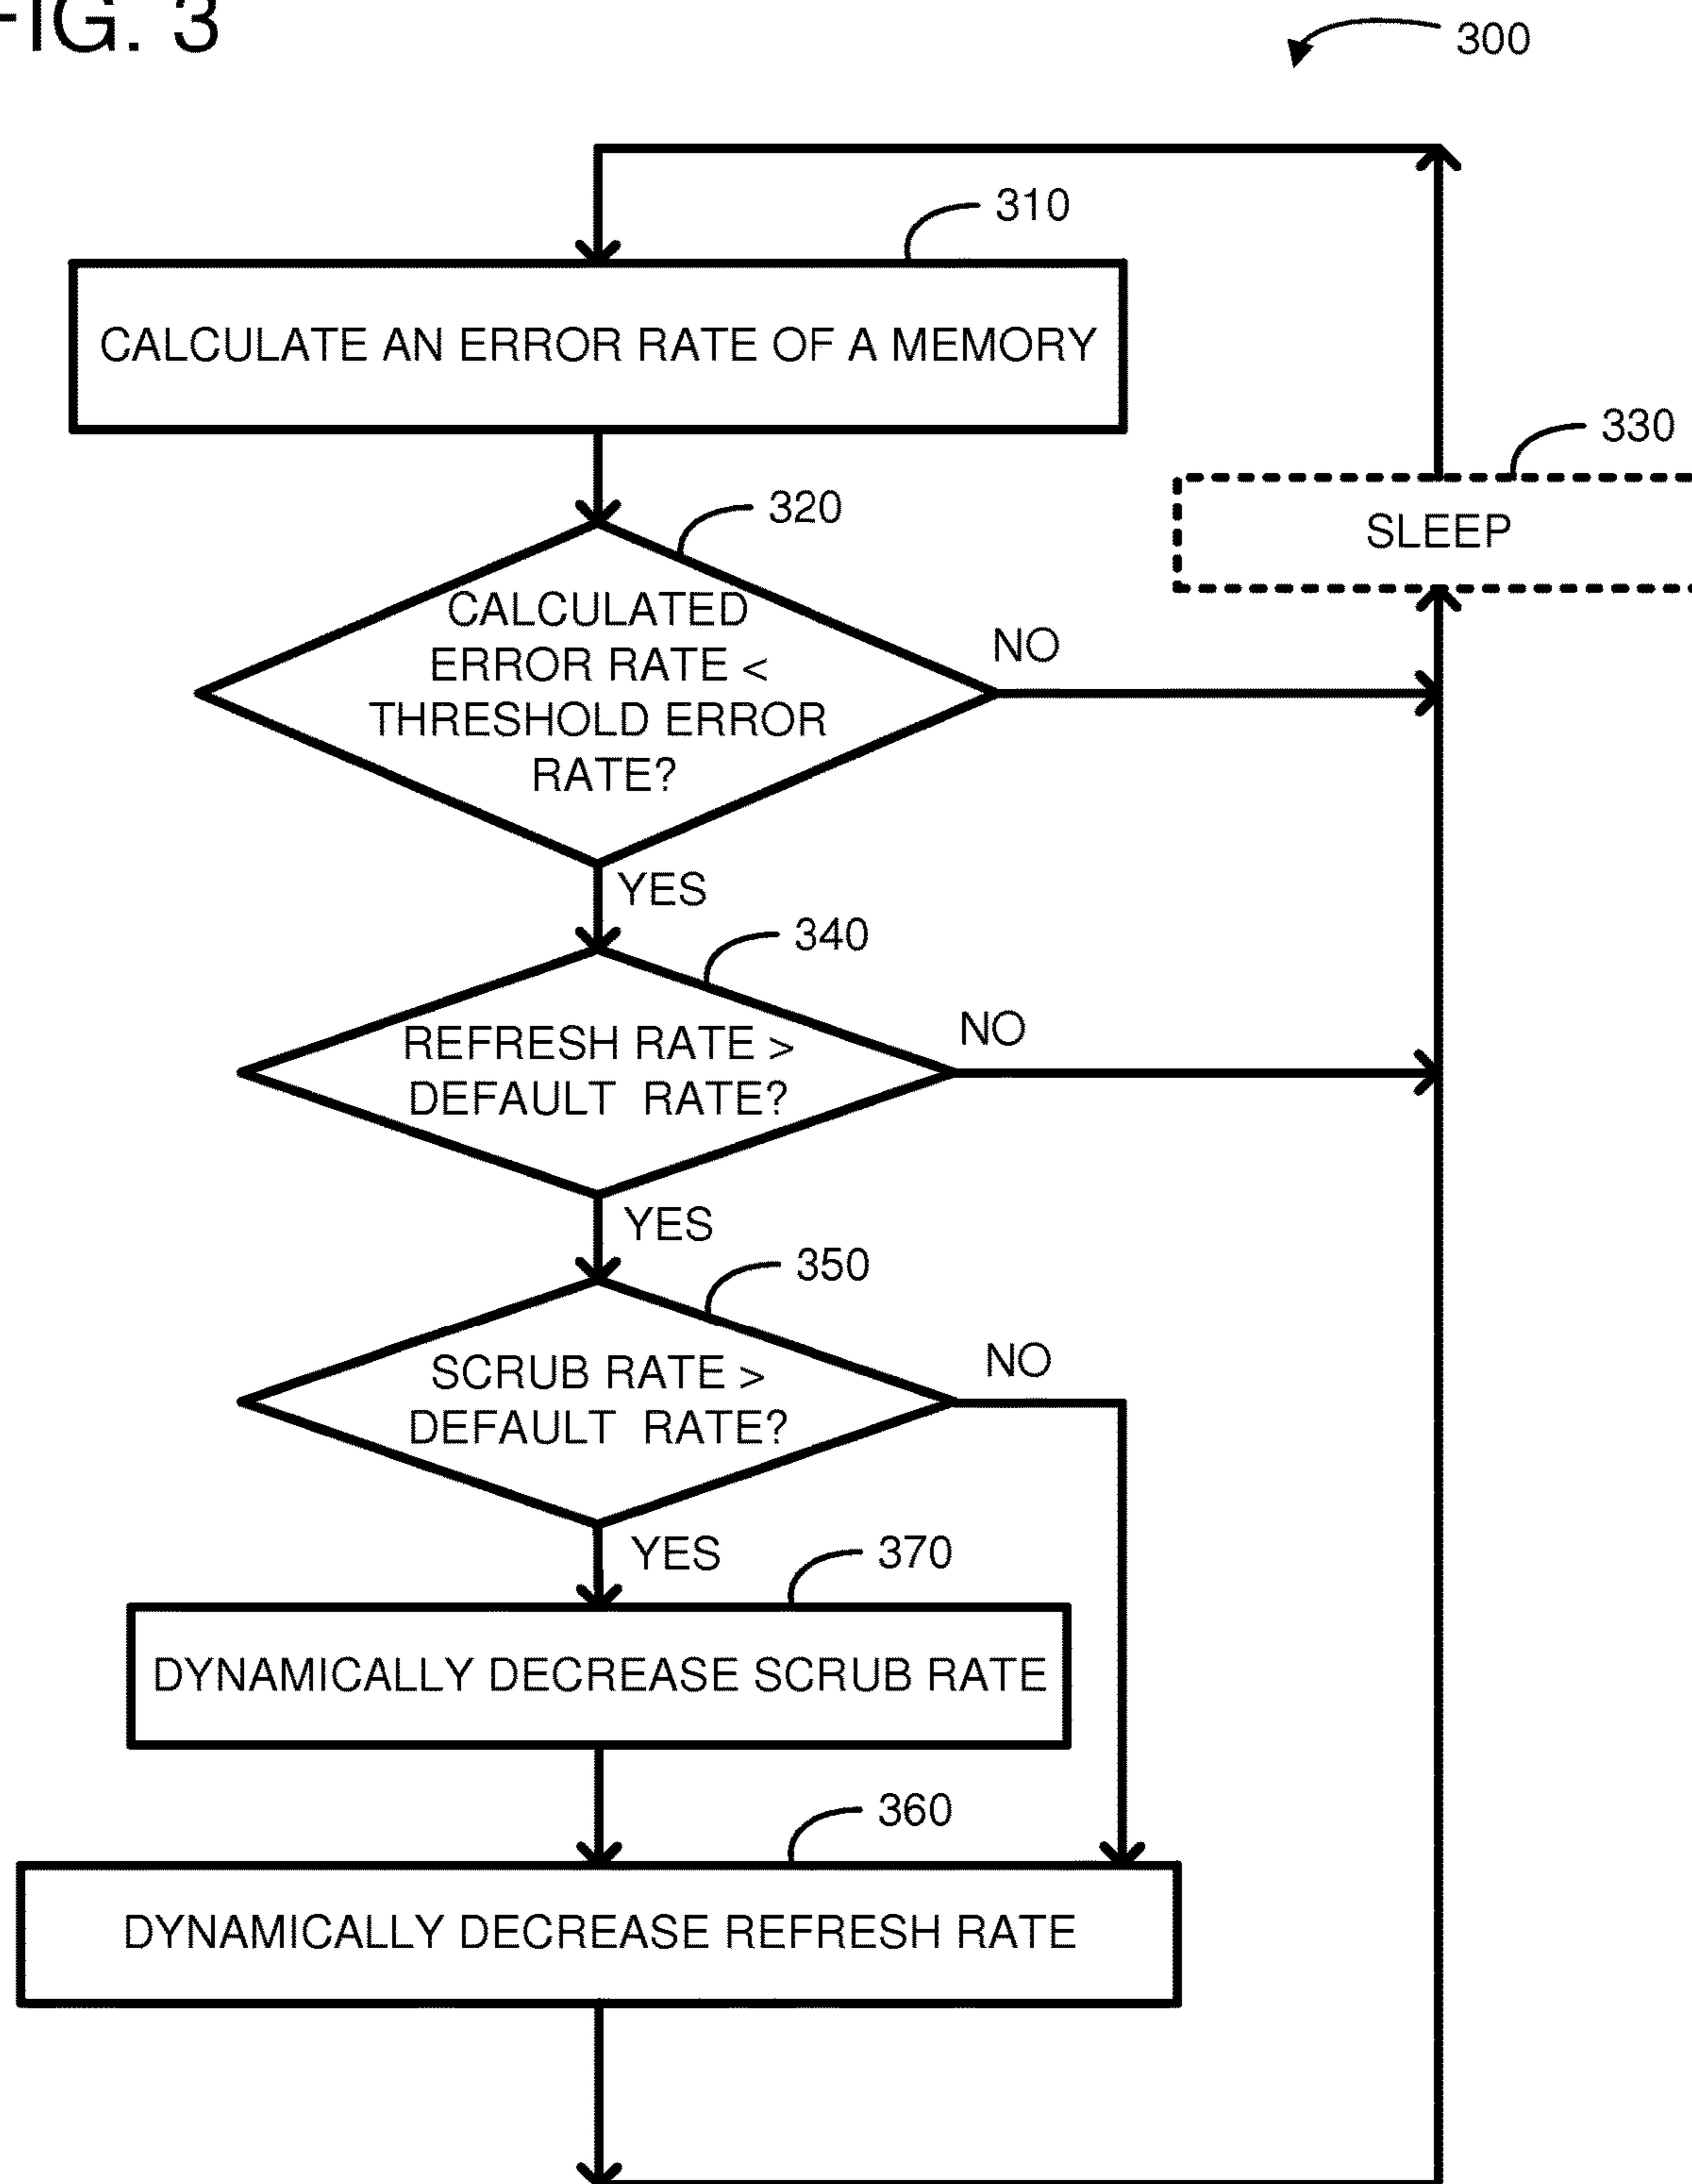 FIG. 3
300
310
CALCULATE AN ERROR RATE OF A MEMORY
330
SLEEP
320
CALCULATED
ERROR RATE <
THRESHOLD ERROR
RATE?
NO
YES
340
REFRESH RATE >
DEFAULT RATE?
NO
YES
350
SCRUB RATE >
DEFAULT RATE?
NO
YES
370
DYNAMICALLY DECREASE SCRUB RATE
360
DYNAMICALLY DECREASE REFRESH RATE